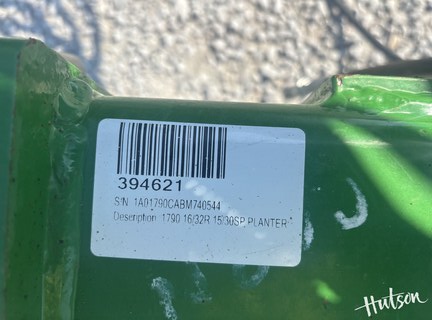 394621
S/N: 1A01790CABM740544
Description: 1790 16/32R 15/30SP PLANTER
Hutson